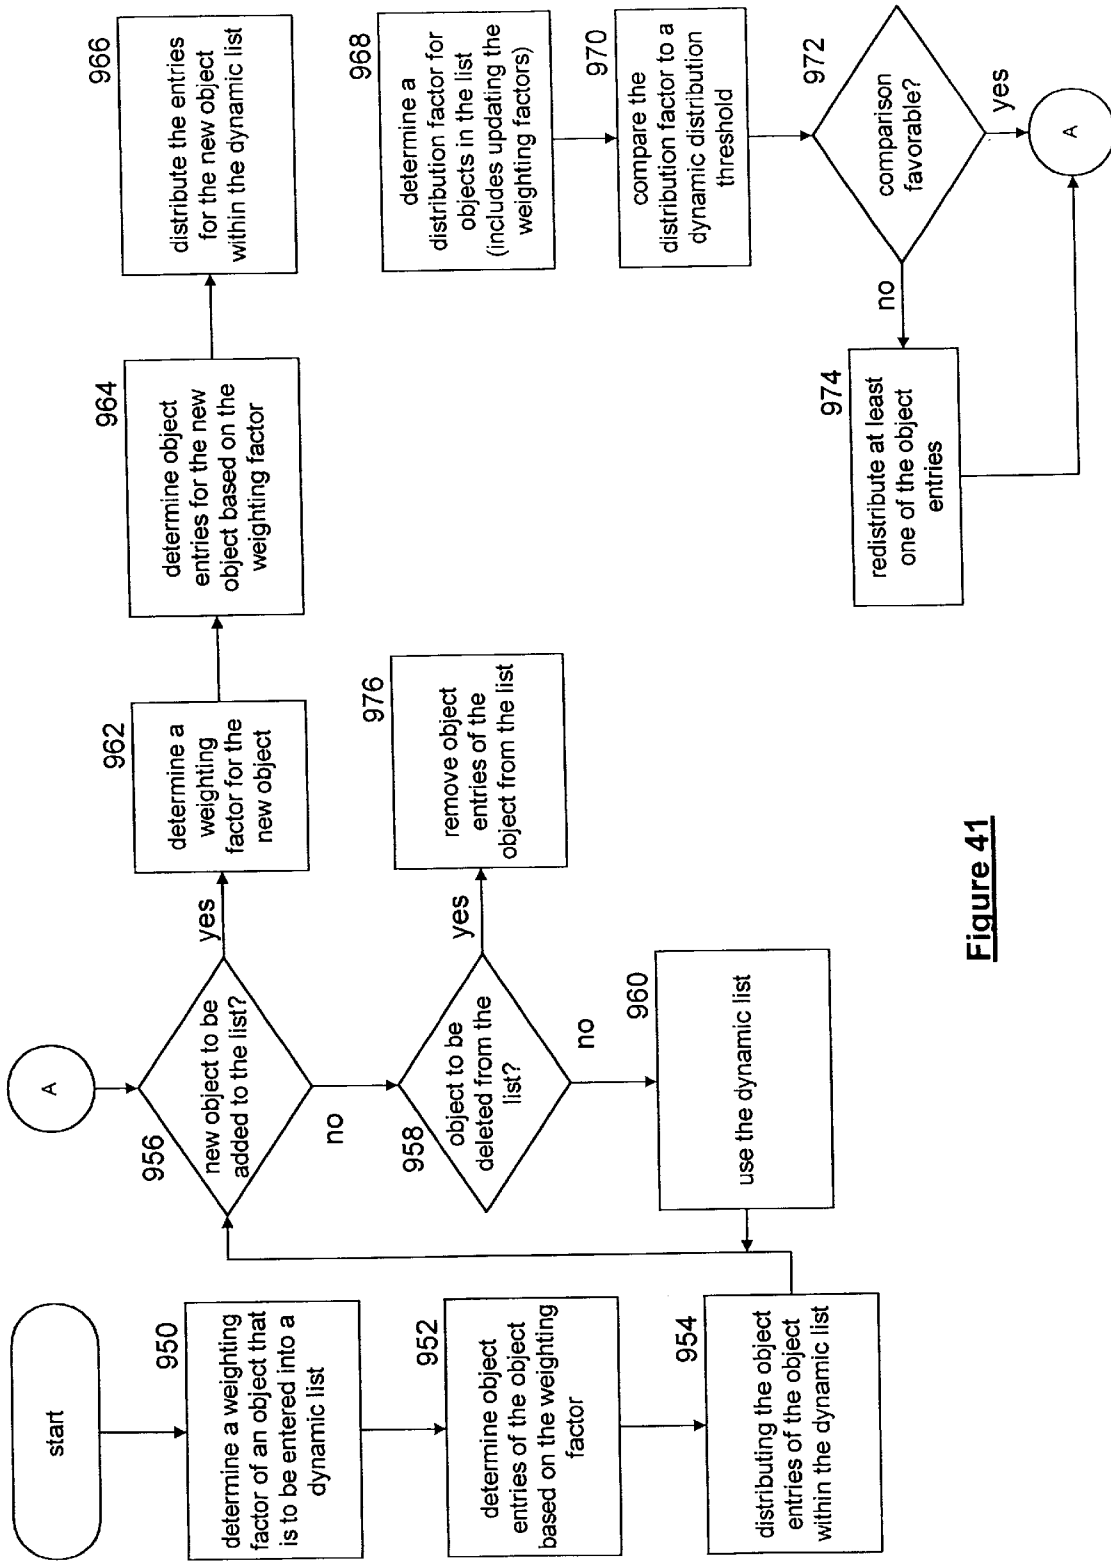 start
950
determine a weighting
factor of an object that
is to be entered into a
dynamic list
952
determine object
entries of the object
based on the weighting
factor
954
distributing the object
entries of the object
within the dynamic list
A
956
new object to be
added to the list?
yes
no
958
object to be
deleted from the
list?
yes
no
960
use the dynamic list
962
determine a
weighting
factor for the
new object
964
determine object
entries for the new
object based on the
weighting factor
966
distribute the entries
for the new object
within the dynamic list
976
remove object
entries of the
object from the list
968
determine a
distribution factor for
objects in the list
(includes updating the
weighting factors)
970
compare the
distribution factor to a
dynamic distribution
threshold
972
comparison
favorable?
no
yes
974
redistribute at least
one of the object
entries
A
Figure 41